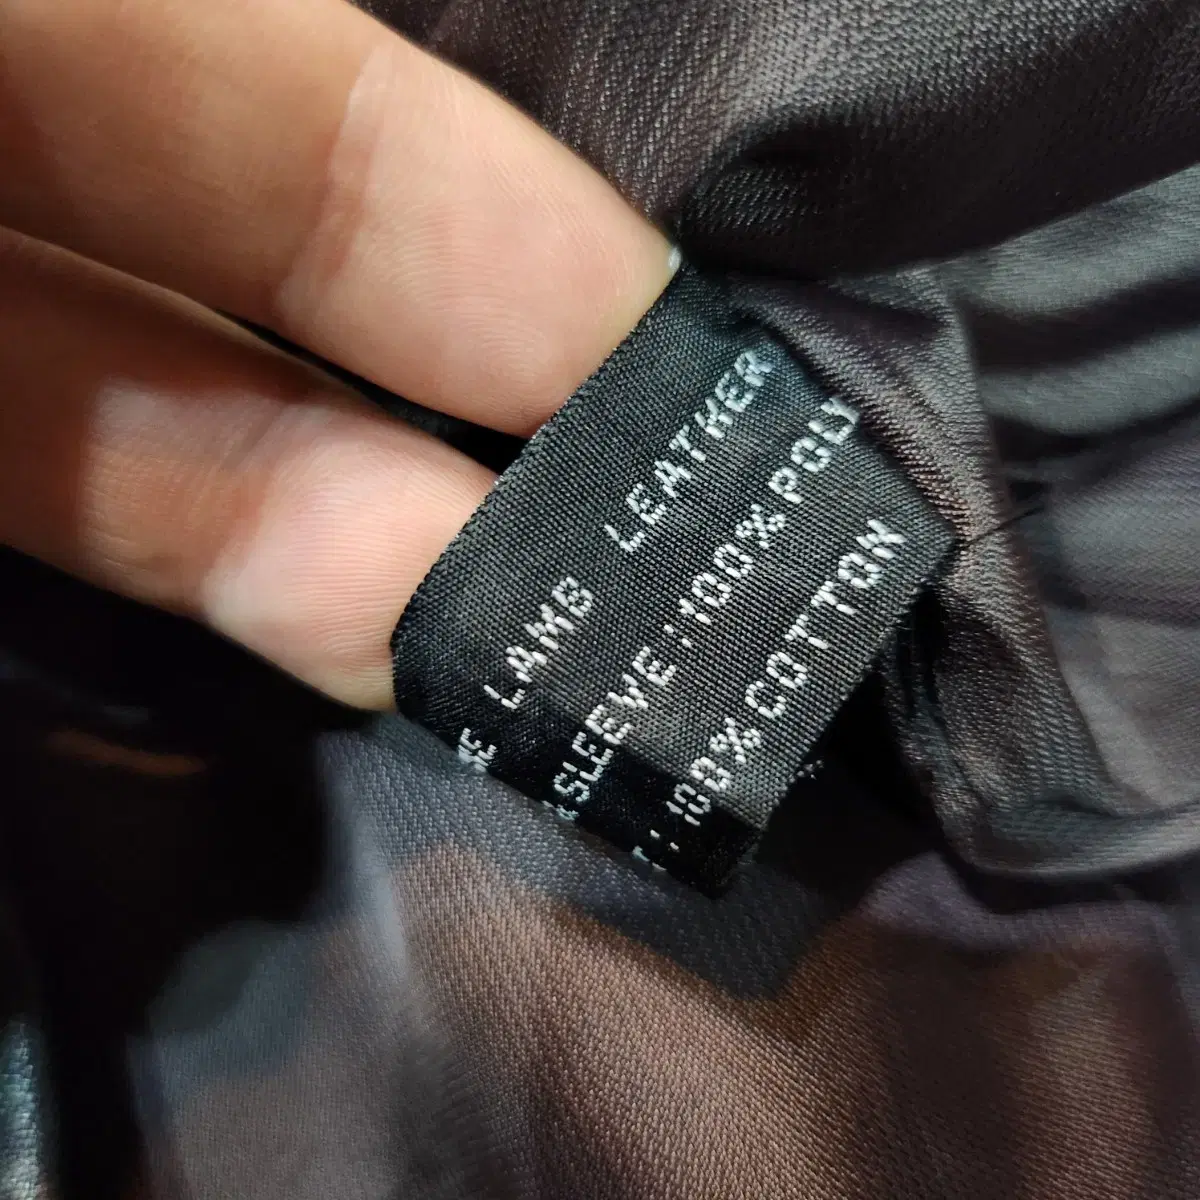 LAMB LEATHER
SLEEVE:100% POLY
:100% COTTON